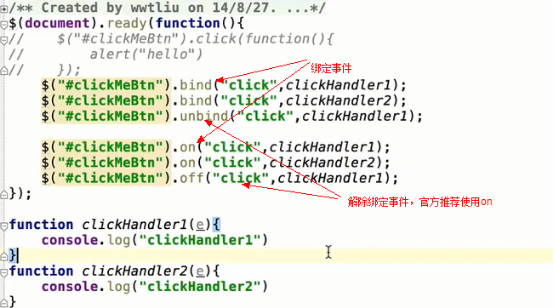 /** Created by wwtliu on 14/8/27. ...*/
$(document).ready(function(){
//    $("#clickMeBtn").click(function(){
//        alert("hello")
//    });
    $("#clickMeBtn").bind("click",clickHandler1);
    $("#clickMeBtn").bind("click",clickHandler2);
    $("#clickMeBtn").unbind("click",clickHandler1);
    $("#clickMeBtn").on("click",clickHandler1);
    $("#clickMeBtn").on("click",clickHandler2);
    $("#clickMeBtn").off("click",clickHandler1);
});
绑定事件
解除绑定事件，官方推荐使用on
function clickHandler1(e){
    console.log("clickHandler1")
}
function clickHandler2(e){
    console.log("clickHandler2")
}